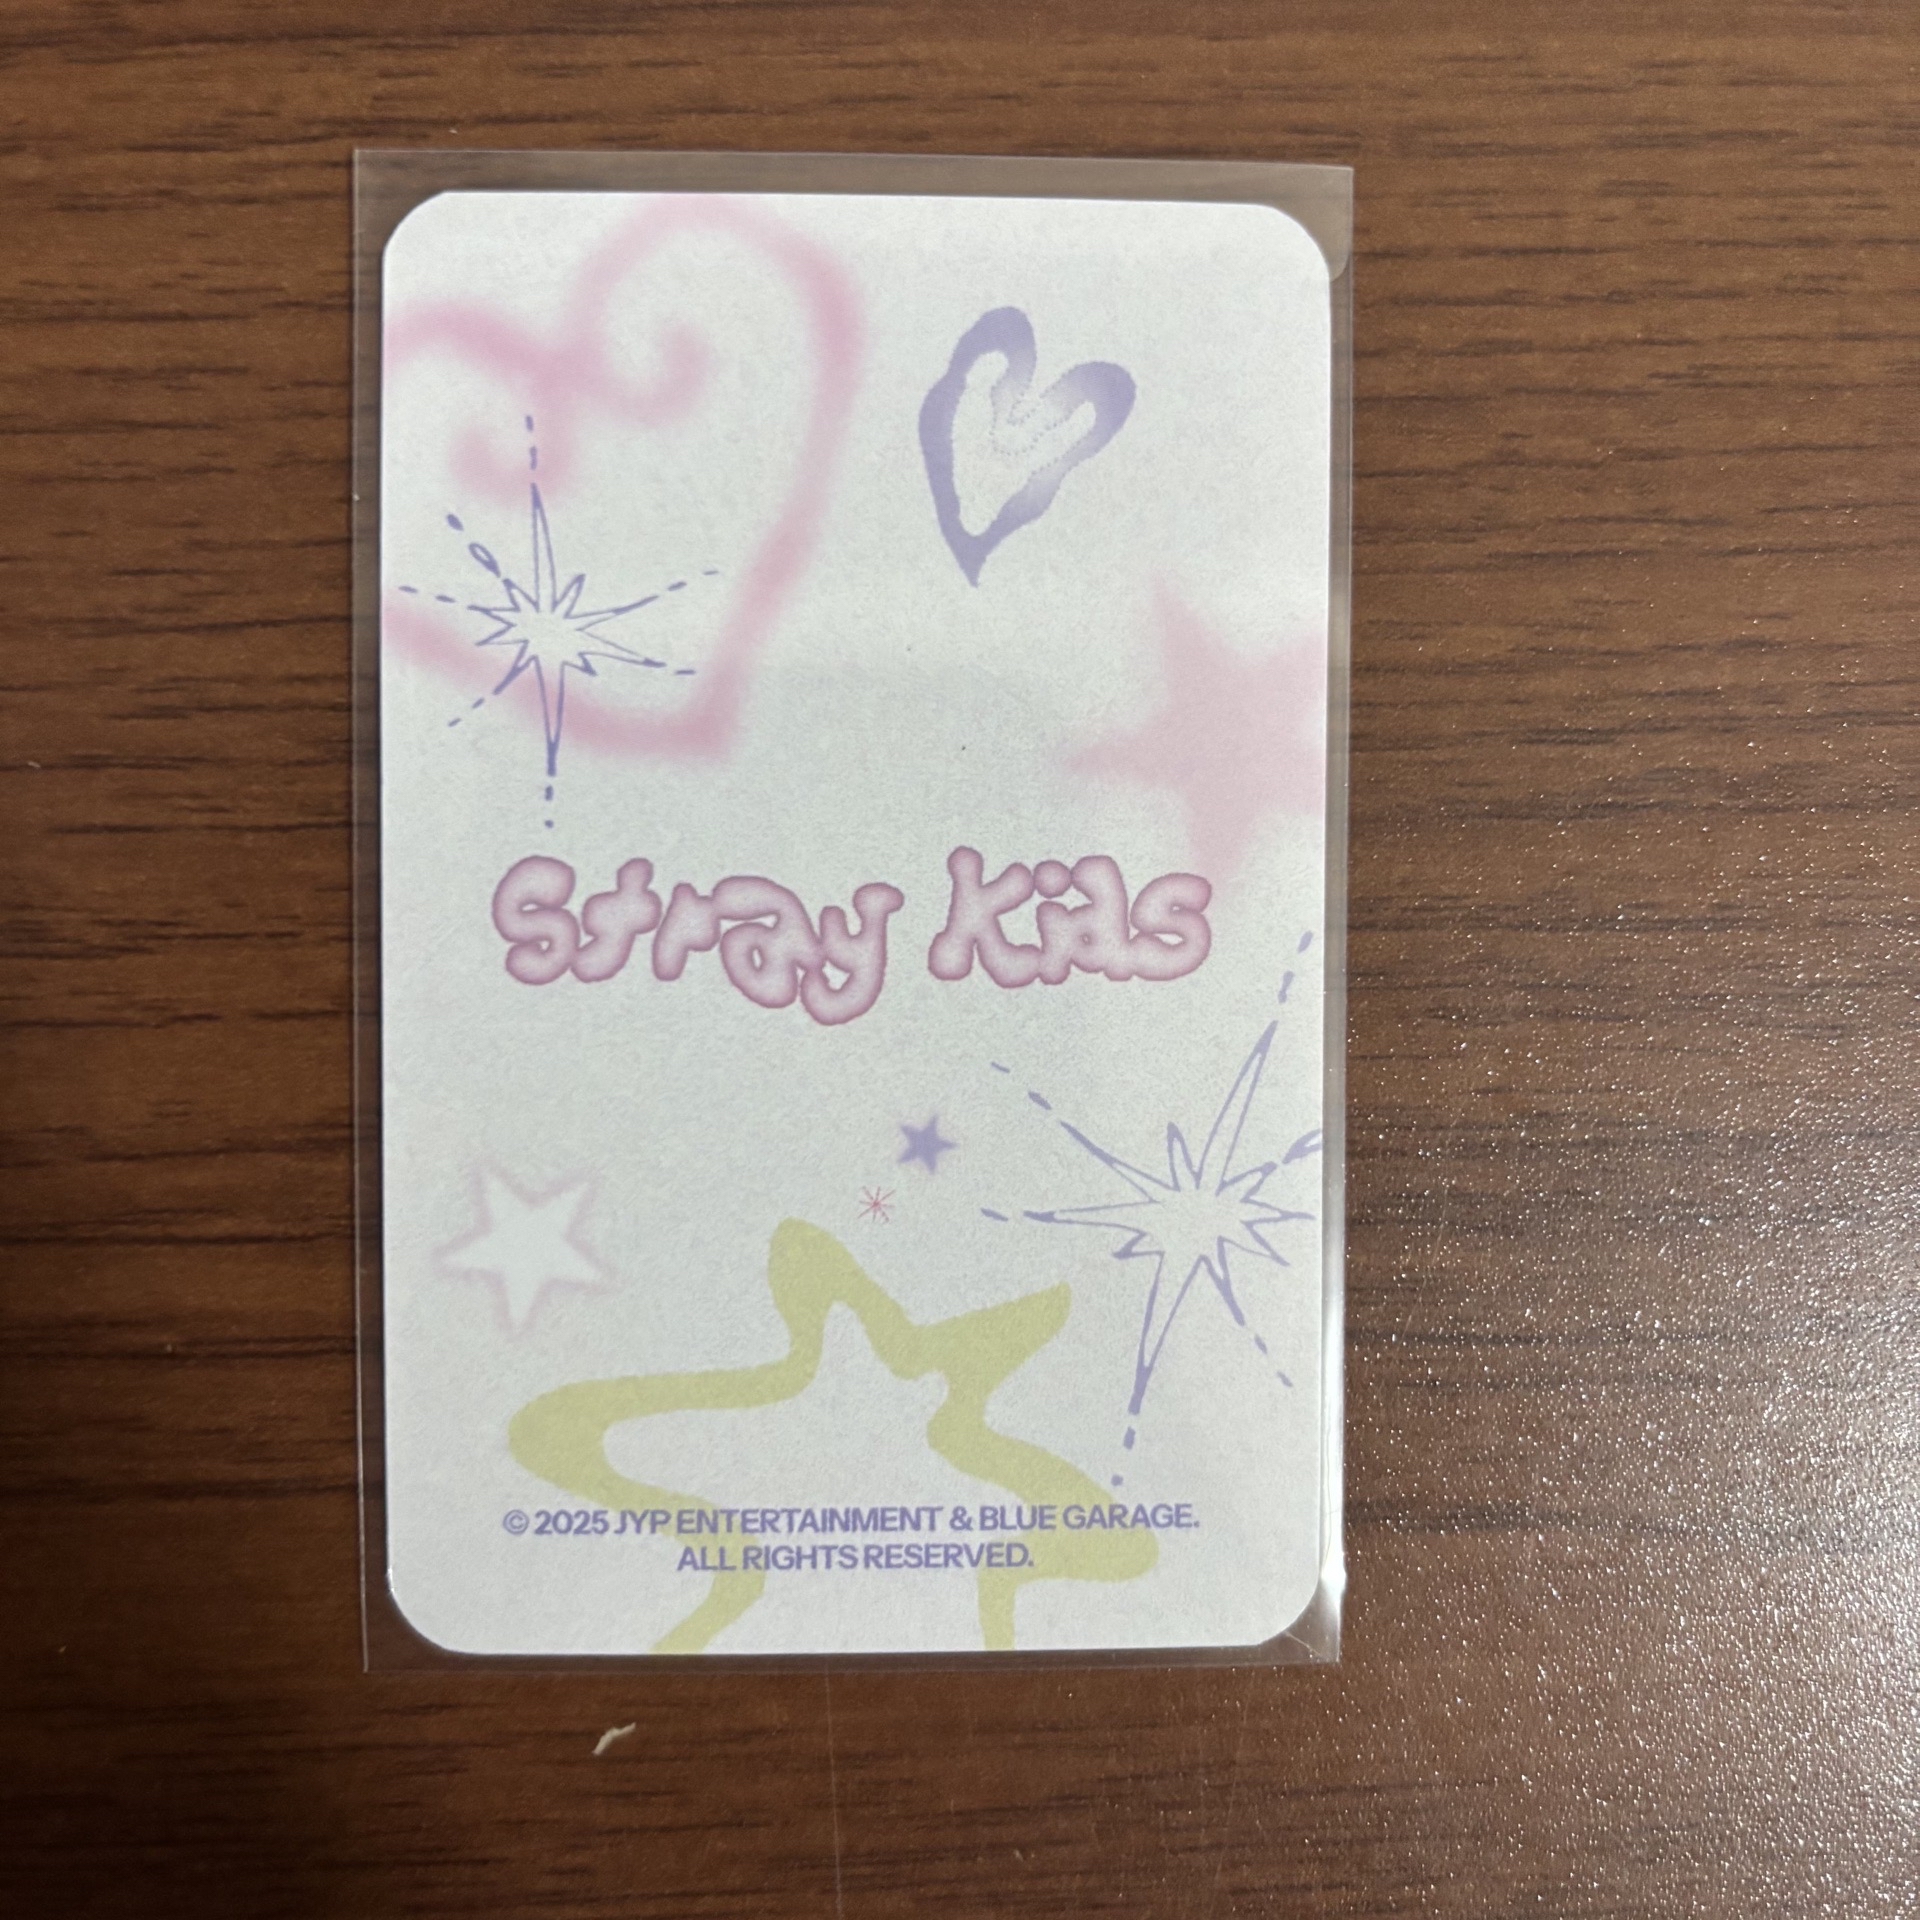 Stray Kids
© 2025 JYP ENTERTAINMENT & BLUE GARAGE.
ALL RIGHTS RESERVED.